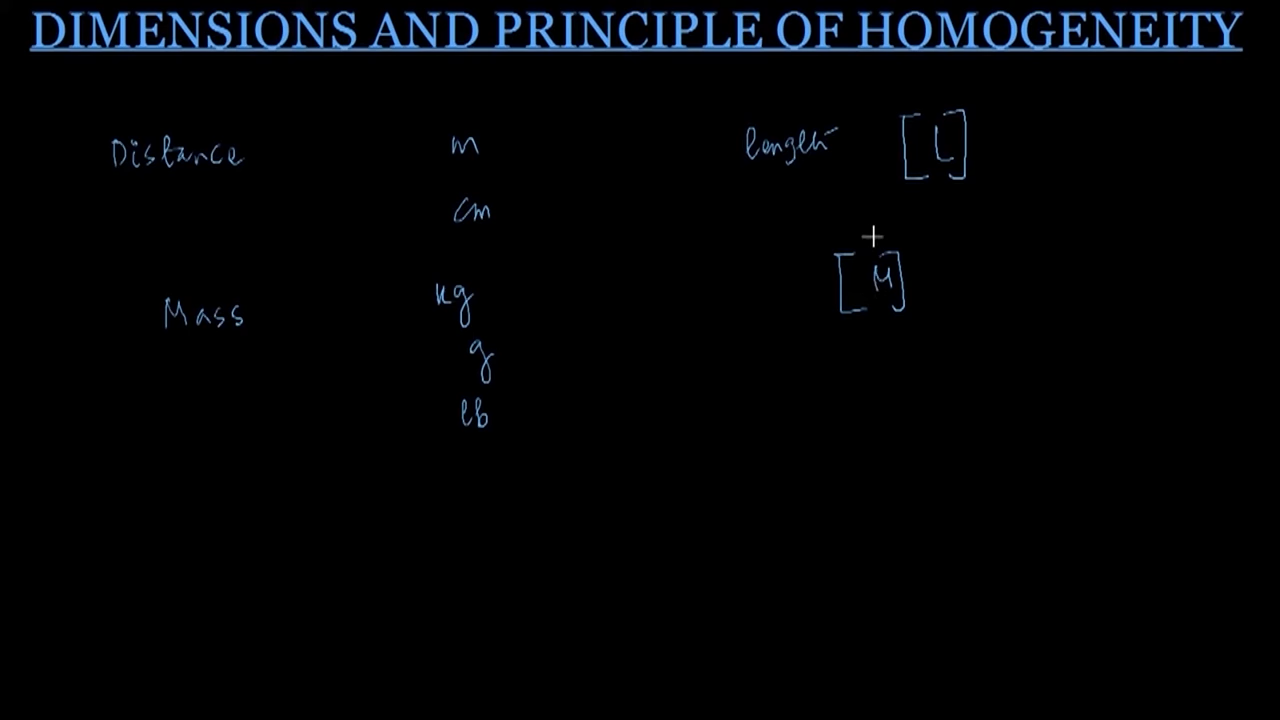 DIMENSIONS AND PRINCIPLE OF HOMOGENEITY
Distance m length [L]
cm
Mass kg [M]
g
lb